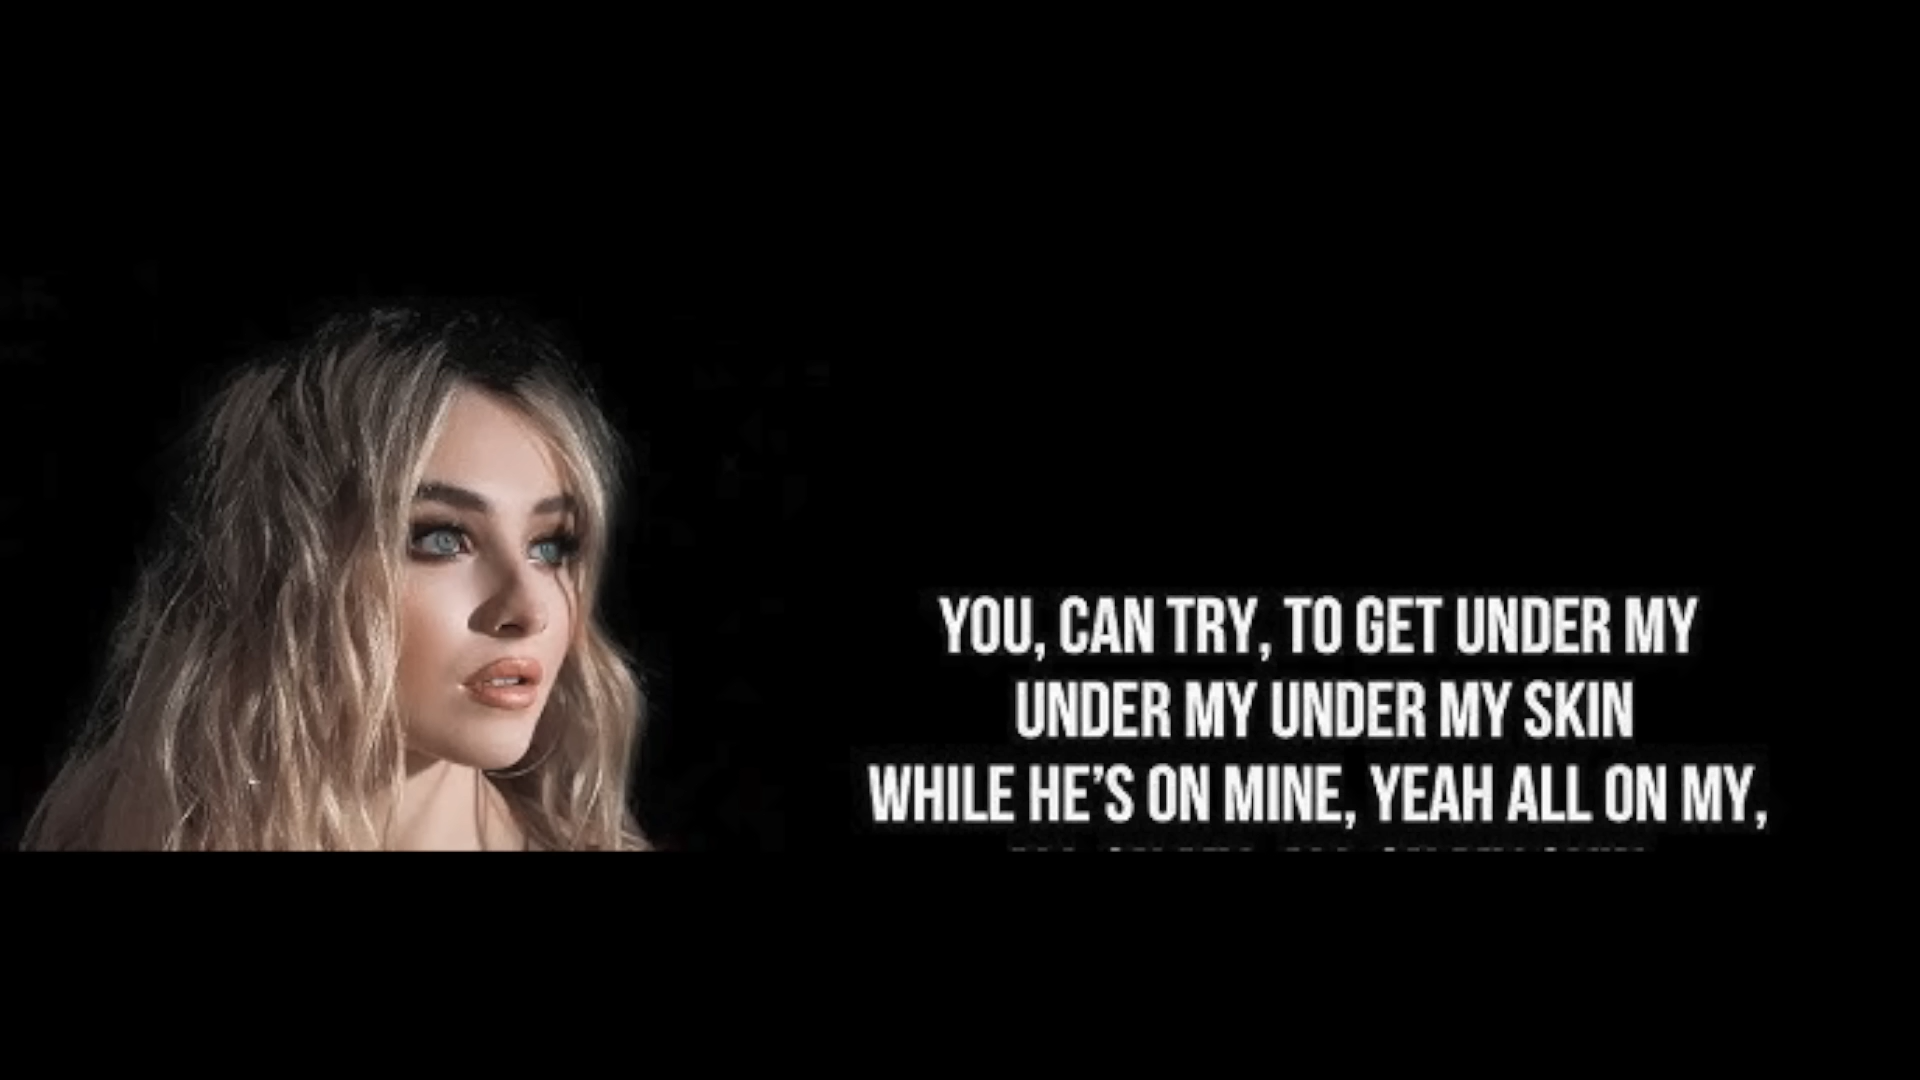 YOU, CAN TRY, TO GET UNDER MY
UNDER MY UNDER MY SKIN
WHILE HE'S ON MINE, YEAH ALL ON MY,